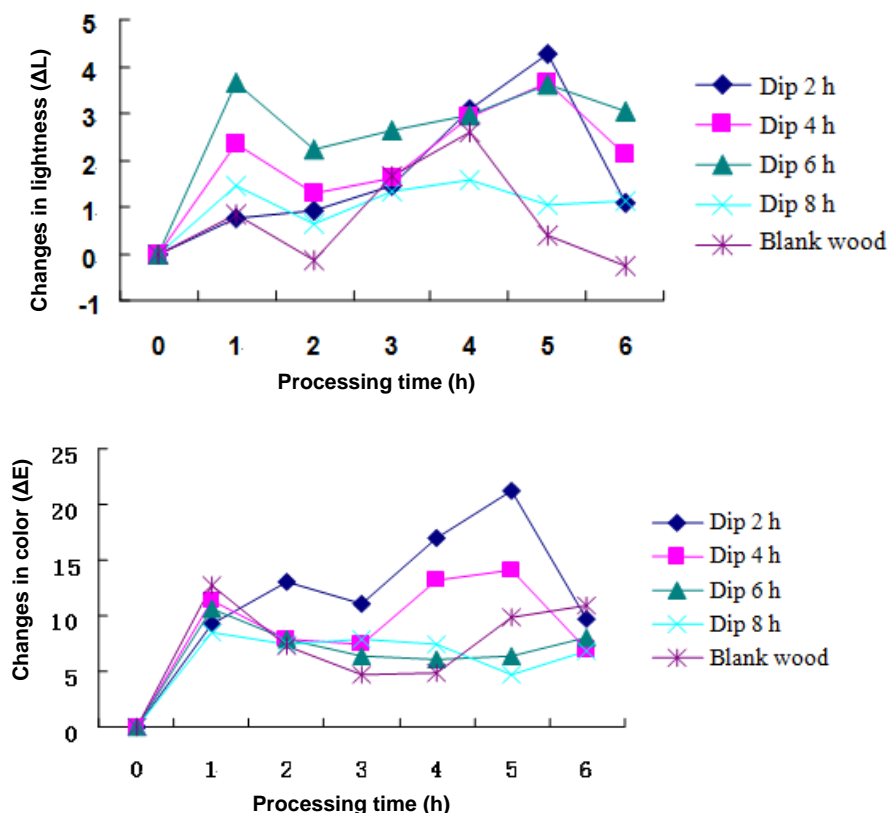 Changes in lightness (ΔL)
5
4
3
2
1
0
-1
0 1 2 3 4 5 6
Processing time (h)
Dip 2 h
Dip 4 h
Dip 6 h
Dip 8 h
Blank wood
Changes in color (ΔE)
25
20
15
10
5
0
0 1 2 3 4 5 6
Processing time (h)
Dip 2 h
Dip 4 h
Dip 6 h
Dip 8 h
Blank wood